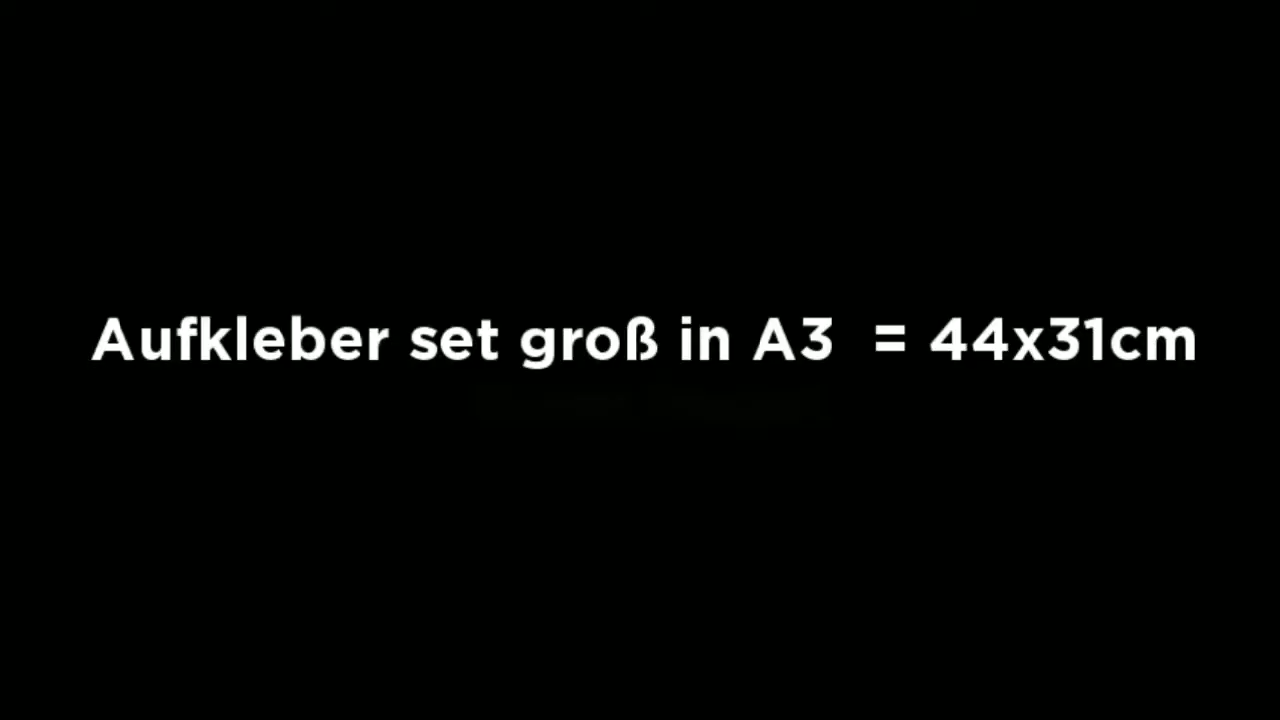 Aufkleber set groß in A3 = 44x31cm